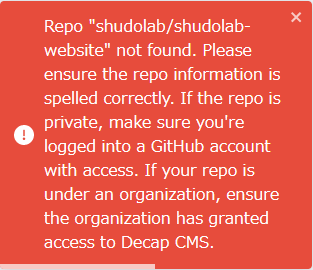 Repo "shudolab/shudolab-
website" not found. Please
ensure the repo information is
spelled correctly. If the repo is
private, make sure you're
logged into a GitHub account
with access. If your repo is
under an organization, ensure
the organization has granted
access to Decap CMS.